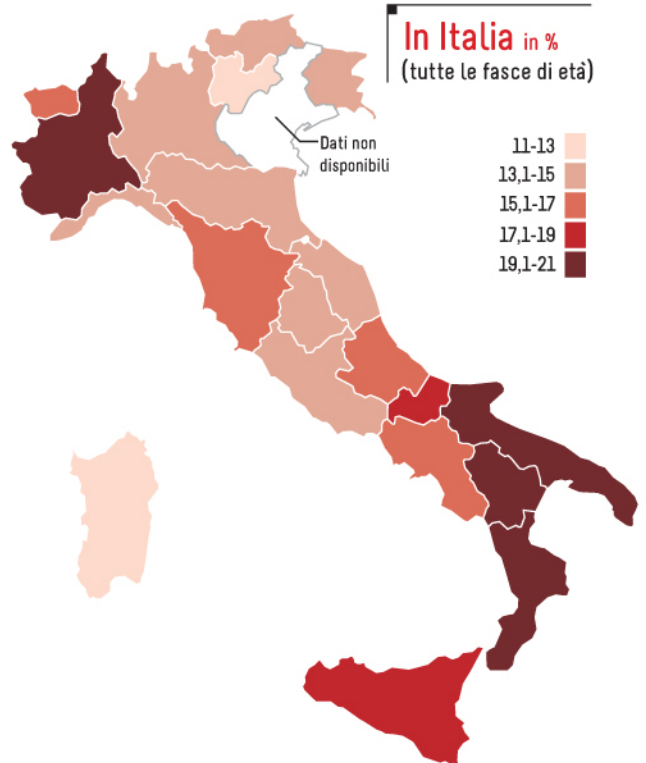 In Italia in %
(tutte le fasce di età)
Dati non
disponibili
11-13
13,1-15
15,1-17
17,1-19
19,1-21